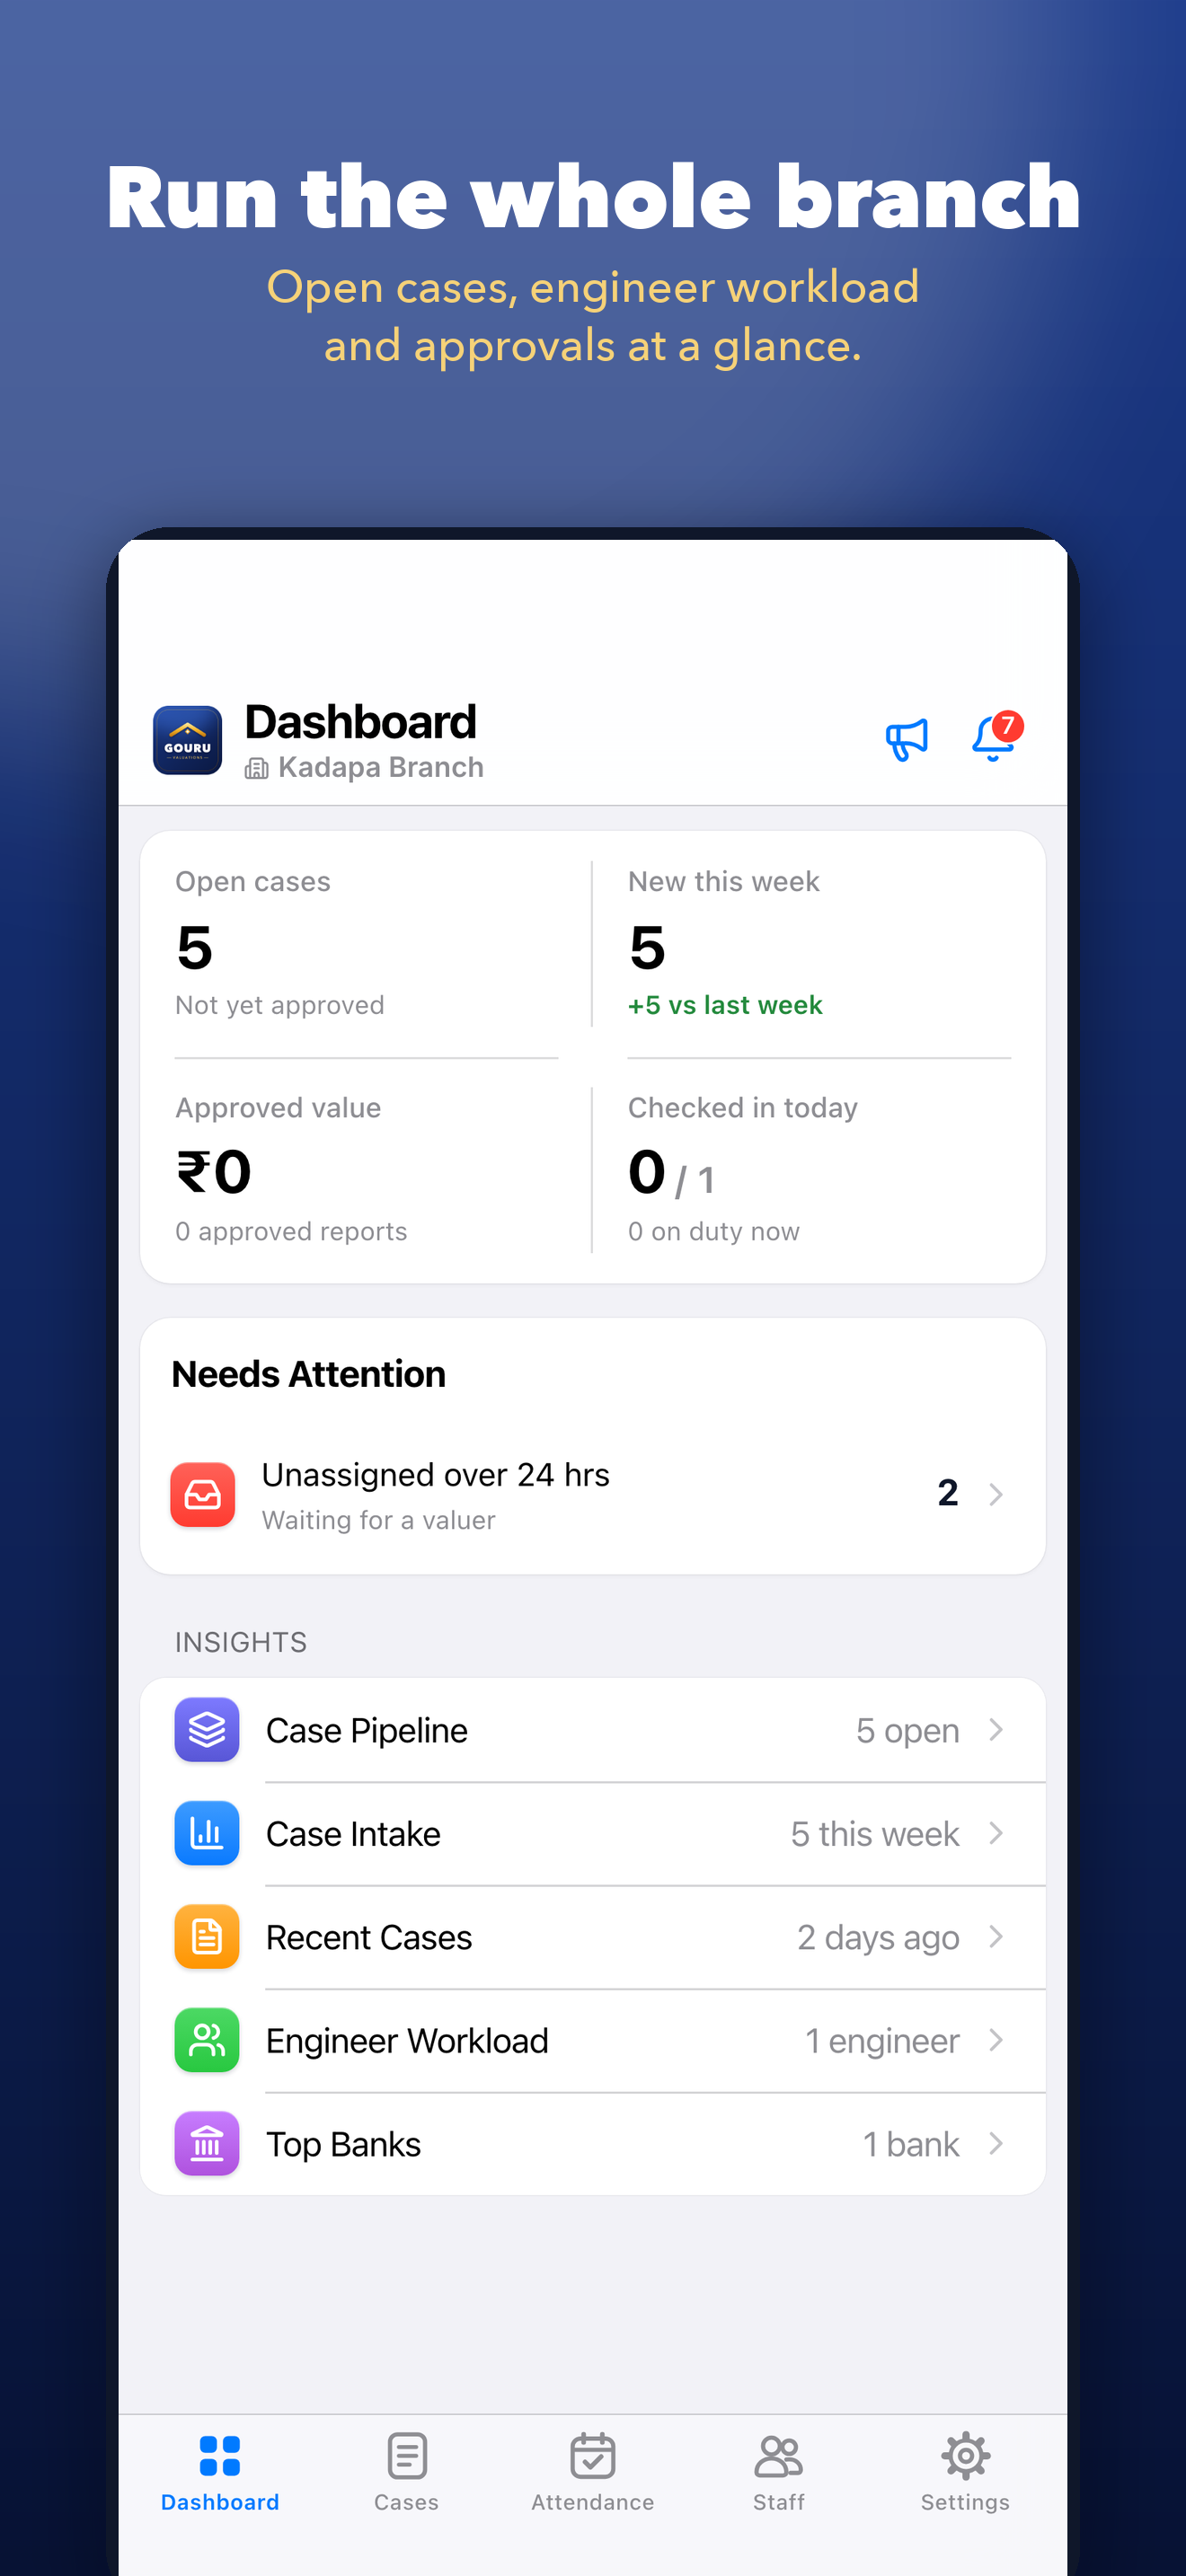 Run the whole branch
Open cases, engineer workload
and approvals at a glance.
GOURU
VALUATIONS
Dashboard
Kadapa Branch
7
Open cases
5
Not yet approved
New this week
5
+5 vs last week
Approved value
₹0
0 approved reports
Checked in today
0 / 1
0 on duty now
Needs Attention
Unassigned over 24 hrs
Waiting for a valuer
2
INSIGHTS
Case Pipeline 5 open
Case Intake 5 this week
Recent Cases 2 days ago
Engineer Workload 1 engineer
Top Banks 1 bank
Dashboard Cases Attendance Staff Settings